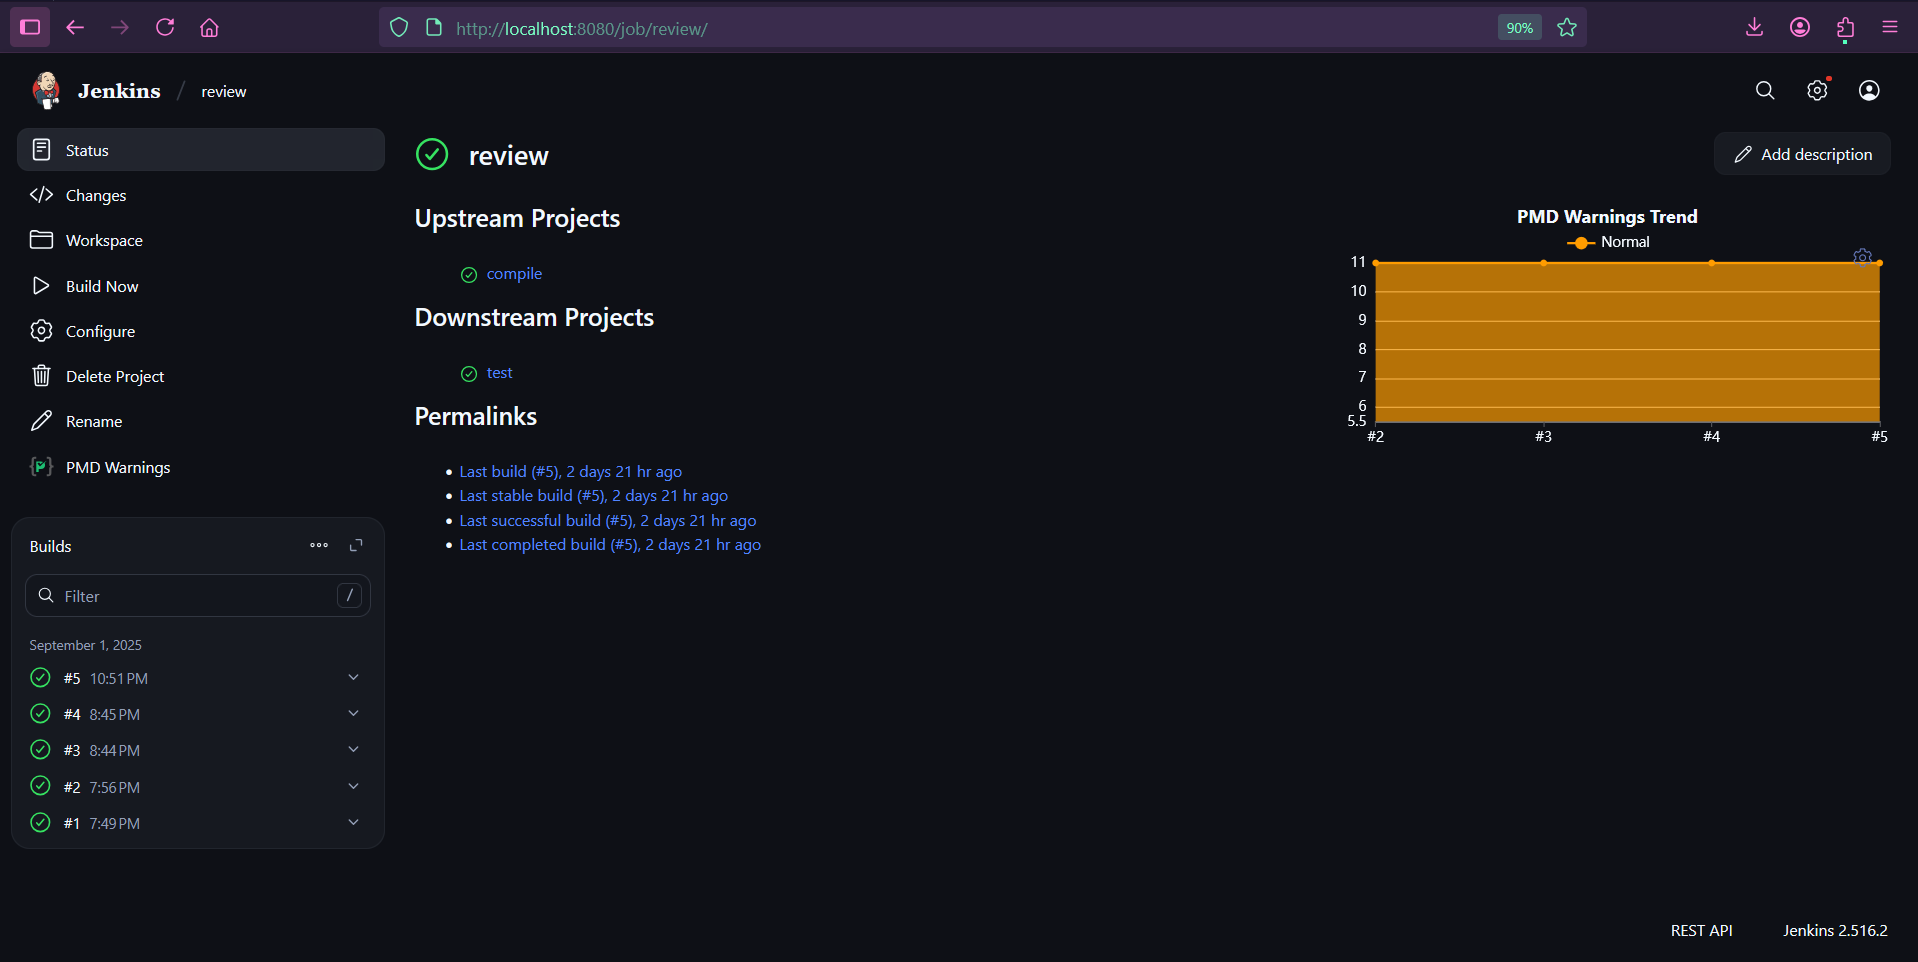 http://localhost:8080/job/review/
90%
Jenkins / review
Status
Changes
Workspace
Build Now
Configure
Delete Project
Rename
PMD Warnings
Builds
Filter
/
September 1, 2025
#5 10:51 PM
#4 8:45 PM
#3 8:44 PM
#2 7:56 PM
#1 7:49 PM
review
Add description
Upstream Projects
compile
Downstream Projects
test
Permalinks
• Last build (#5), 2 days 21 hr ago
• Last stable build (#5), 2 days 21 hr ago
• Last successful build (#5), 2 days 21 hr ago
• Last completed build (#5), 2 days 21 hr ago
PMD Warnings Trend
Normal
11
10
9
8
7
6
5.5
#2 #3 #4 #5
REST API
Jenkins 2.516.2